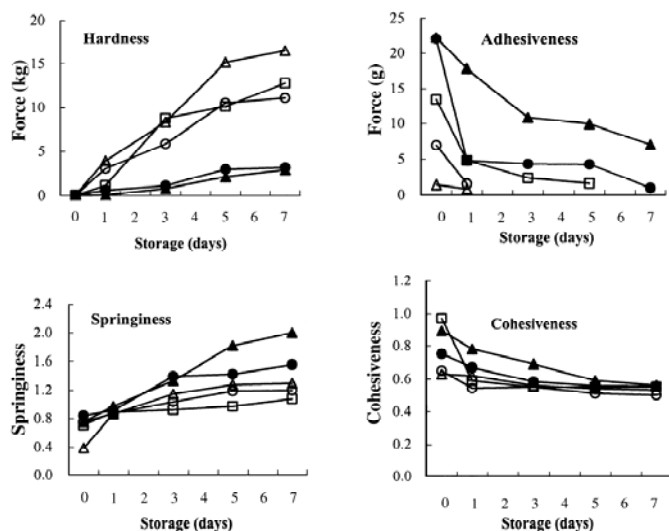 Hardness
Force (kg)
20
15
10
5
0
0 1 2 3 4 5 6 7
Storage (days)
Adhesiveness
Force (g)
25
20
15
10
5
0
0 1 2 3 4 5 6 7
Storage (days)
Springiness
Springiness
2.4
1.8
1.2
0.6
0.0
0 1 2 3 4 5 6 7
Storage (days)
Cohesiveness
Cohesiveness
1.2
1.0
0.8
0.6
0.4
0.2
0.0
0 1 2 3 4 5 6 7
Storage (days)